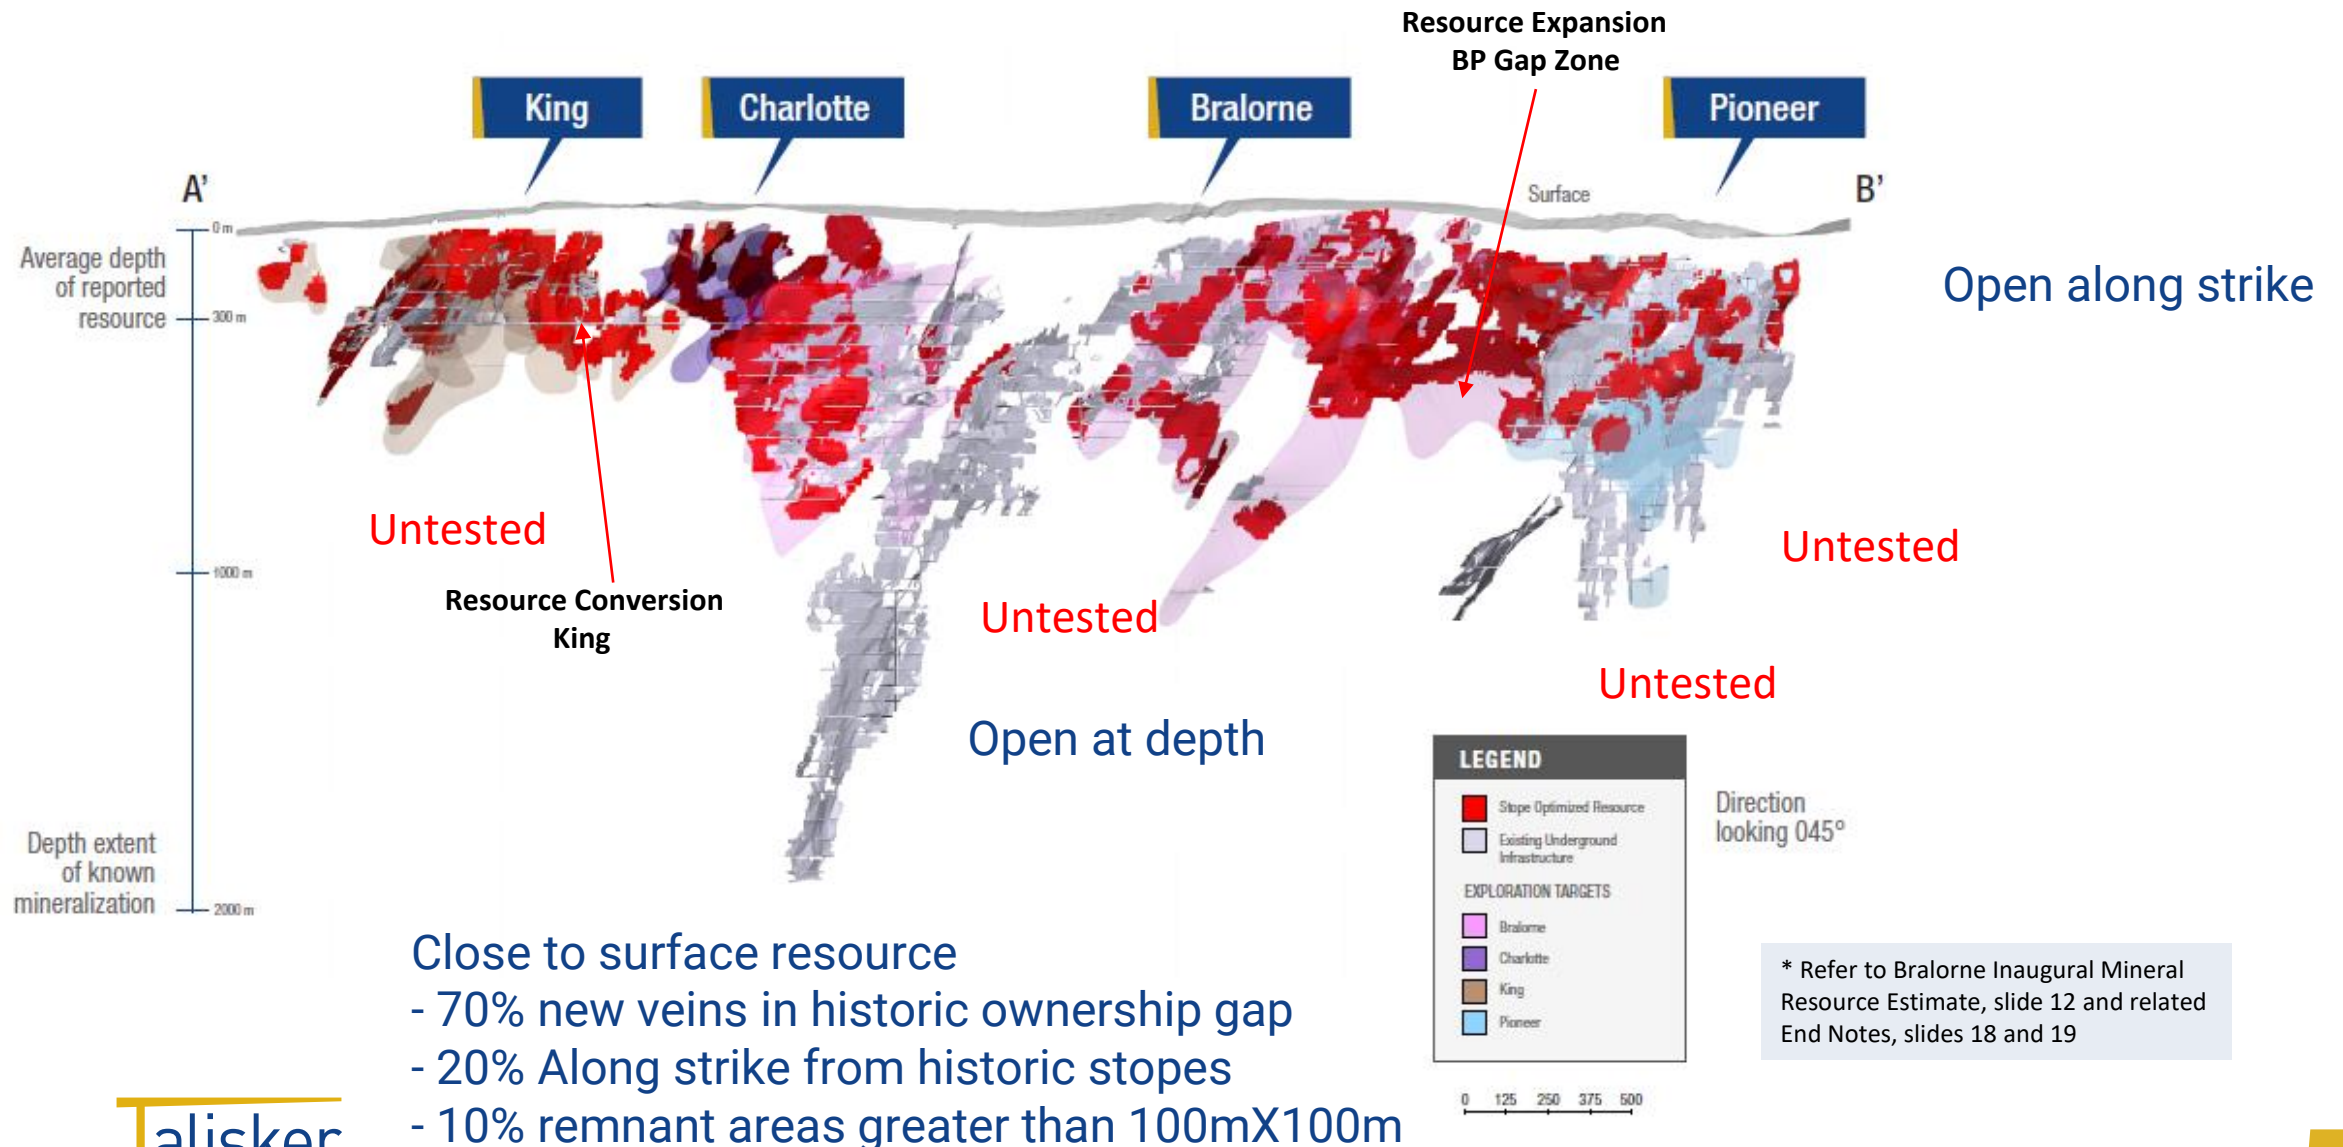 Resource Expansion
BP Gap Zone
King
Charlotte
Bralorne
Pioneer
A’
B’
Surface
0 m
Average depth
of reported
resource
300 m
Open along strike
Untested
Untested
1000 m
Resource Conversion
King
Untested
Untested
Open at depth
LEGEND
Stope Optimized Resource
Existing Underground
Infrastructure
EXPLORATION TARGETS
Bralorne
Charlotte
King
Pioneer
Direction
looking 045°
Depth extent
of known
mineralization
2000 m
Close to surface resource
- 70% new veins in historic ownership gap
- 20% Along strike from historic stopes
- 10% remnant areas greater than 100mX100m
* Refer to Bralorne Inaugural Mineral
Resource Estimate, slide 12 and related
End Notes, slides 18 and 19
0 125 250 375 500
Talisker